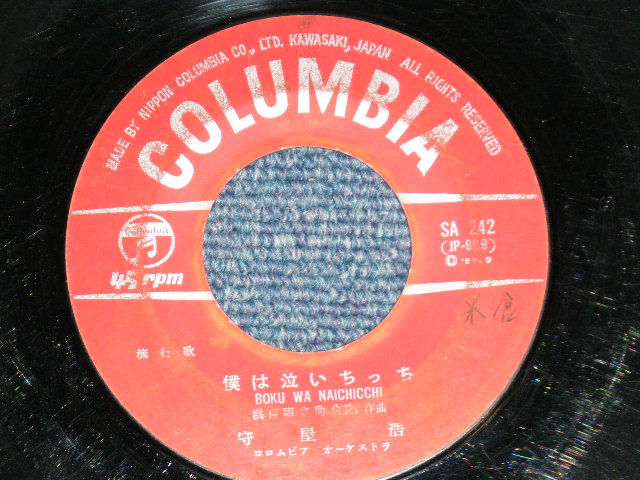 MADE BY NIPPON COLUMBIA CO., LTD. KAWASAKI, JAPAN ALL RIGHTS RESERVED
COLUMBIA
45 rpm
SA 242
流行歌
僕は泣いちっち
BOKU WA NAICHICCHI
守屋 浩
コロムビア オーケストラ